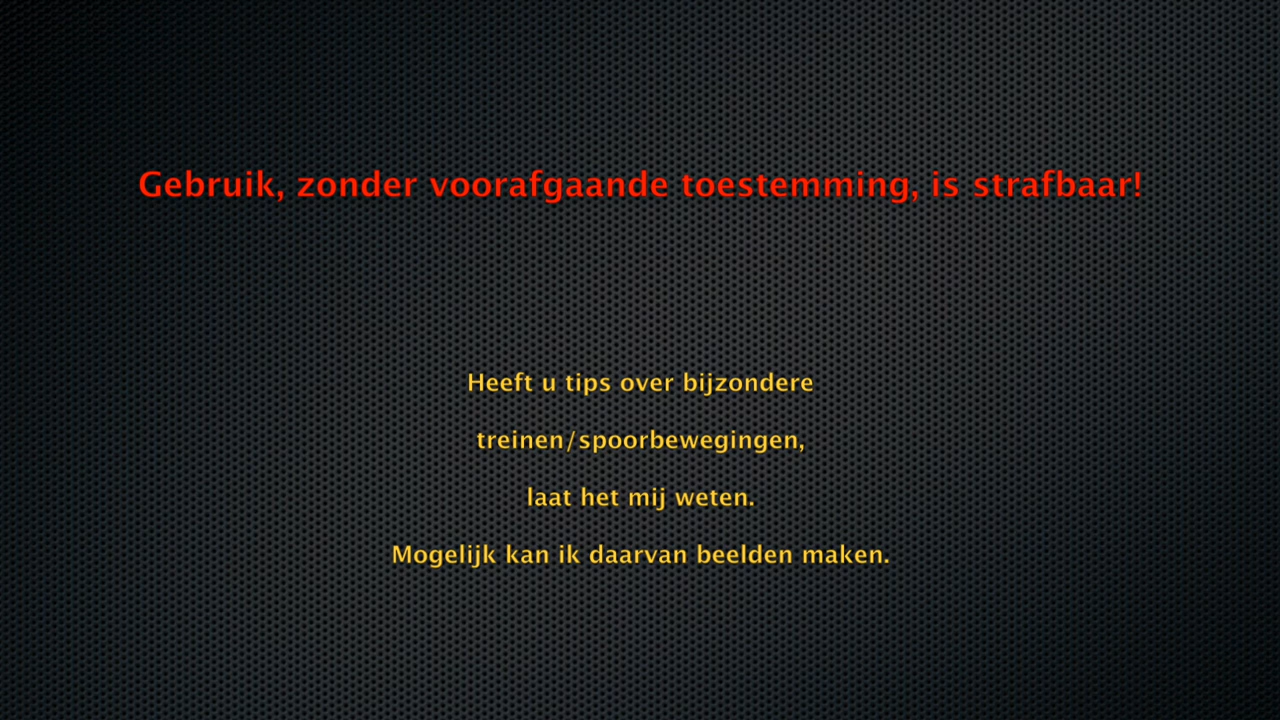 Gebruik, zonder voorafgaande toestemming, is strafbaar!
Heeft u tips over bijzondere
treinen/spoorbewegingen,
laat het mij weten.
Mogelijk kan ik daarvan beelden maken.